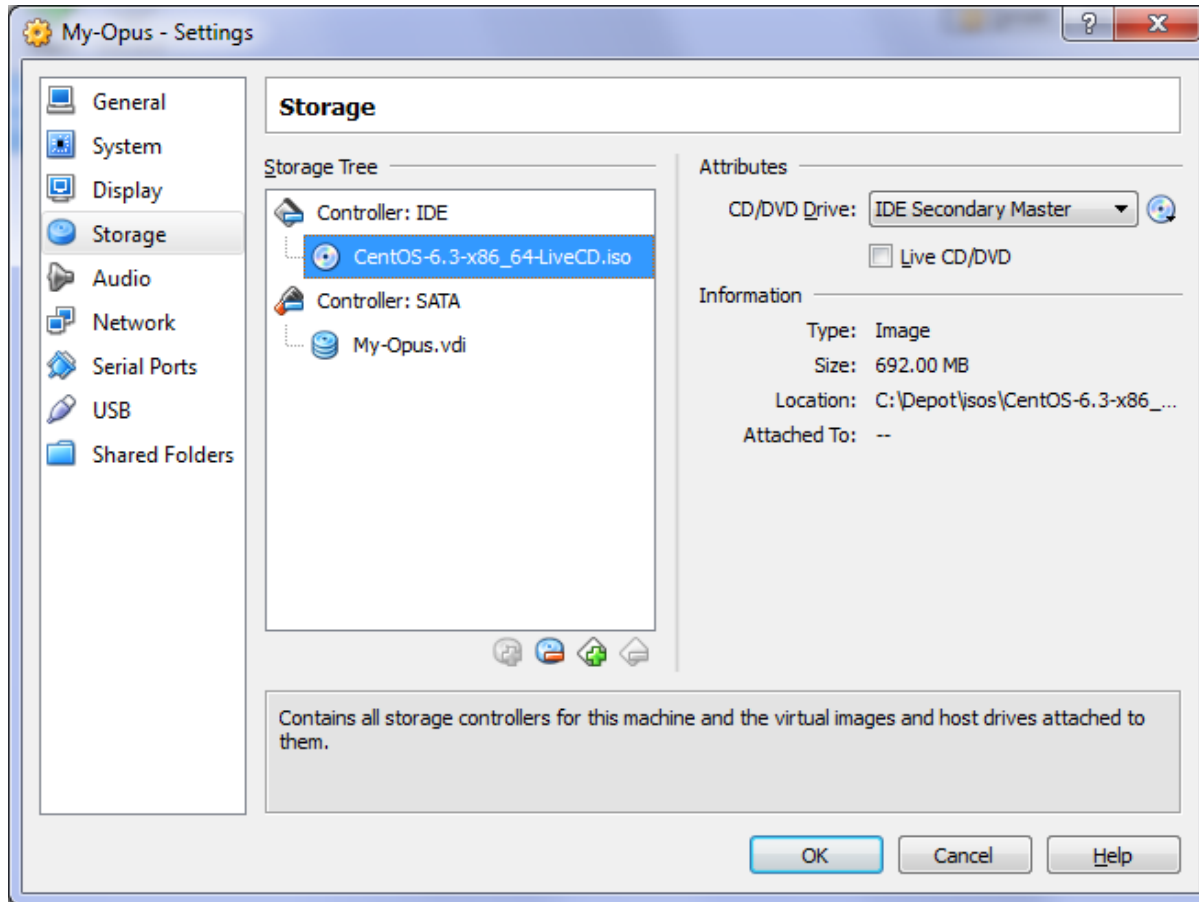 My-Opus - Settings
?
X
General
System
Display
Storage
Audio
Network
Serial Ports
USB
Shared Folders
Storage
Storage Tree
Controller: IDE
CentOS-6.3-x86_64-LiveCD.iso
Controller: SATA
My-Opus.vdi
Attributes
CD/DVD Drive: IDE Secondary Master
Live CD/DVD
Information
Type: Image
Size: 692.00 MB
Location: C:\Depot\isos\CentOS-6.3-x86_...
Attached To: --
Contains all storage controllers for this machine and the virtual images and host drives attached to
them.
OK
Cancel
Help